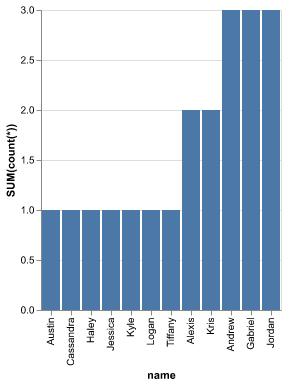 3.0
2.5
2.0
1.5
1.0
0.5
0.0
SUM(count(*))
Austin
Cassandra
Haley
Jessica
Kyle
Logan
Tiffany
Alexis
Kris
Andrew
Gabriel
Jordan
name